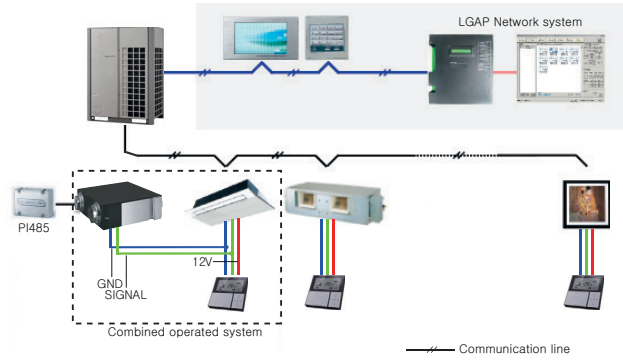 LGAP Network system
PI485
12V
GND
SIGNAL
Combined operated system
Communication line